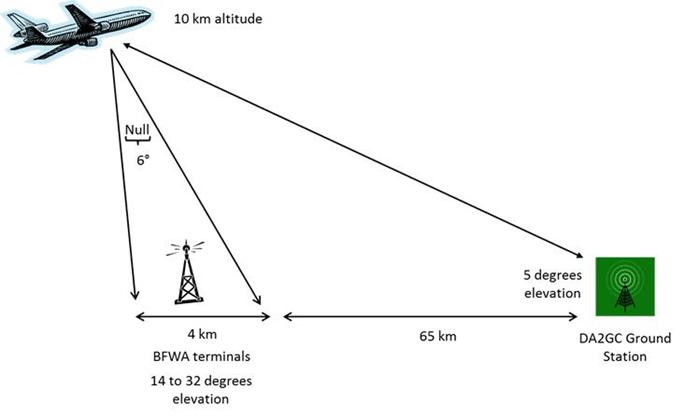 10 km altitude
Null
6°
5 degrees
elevation
4 km
65 km
BFWA terminals
14 to 32 degrees
elevation
DA2GC Ground
Station